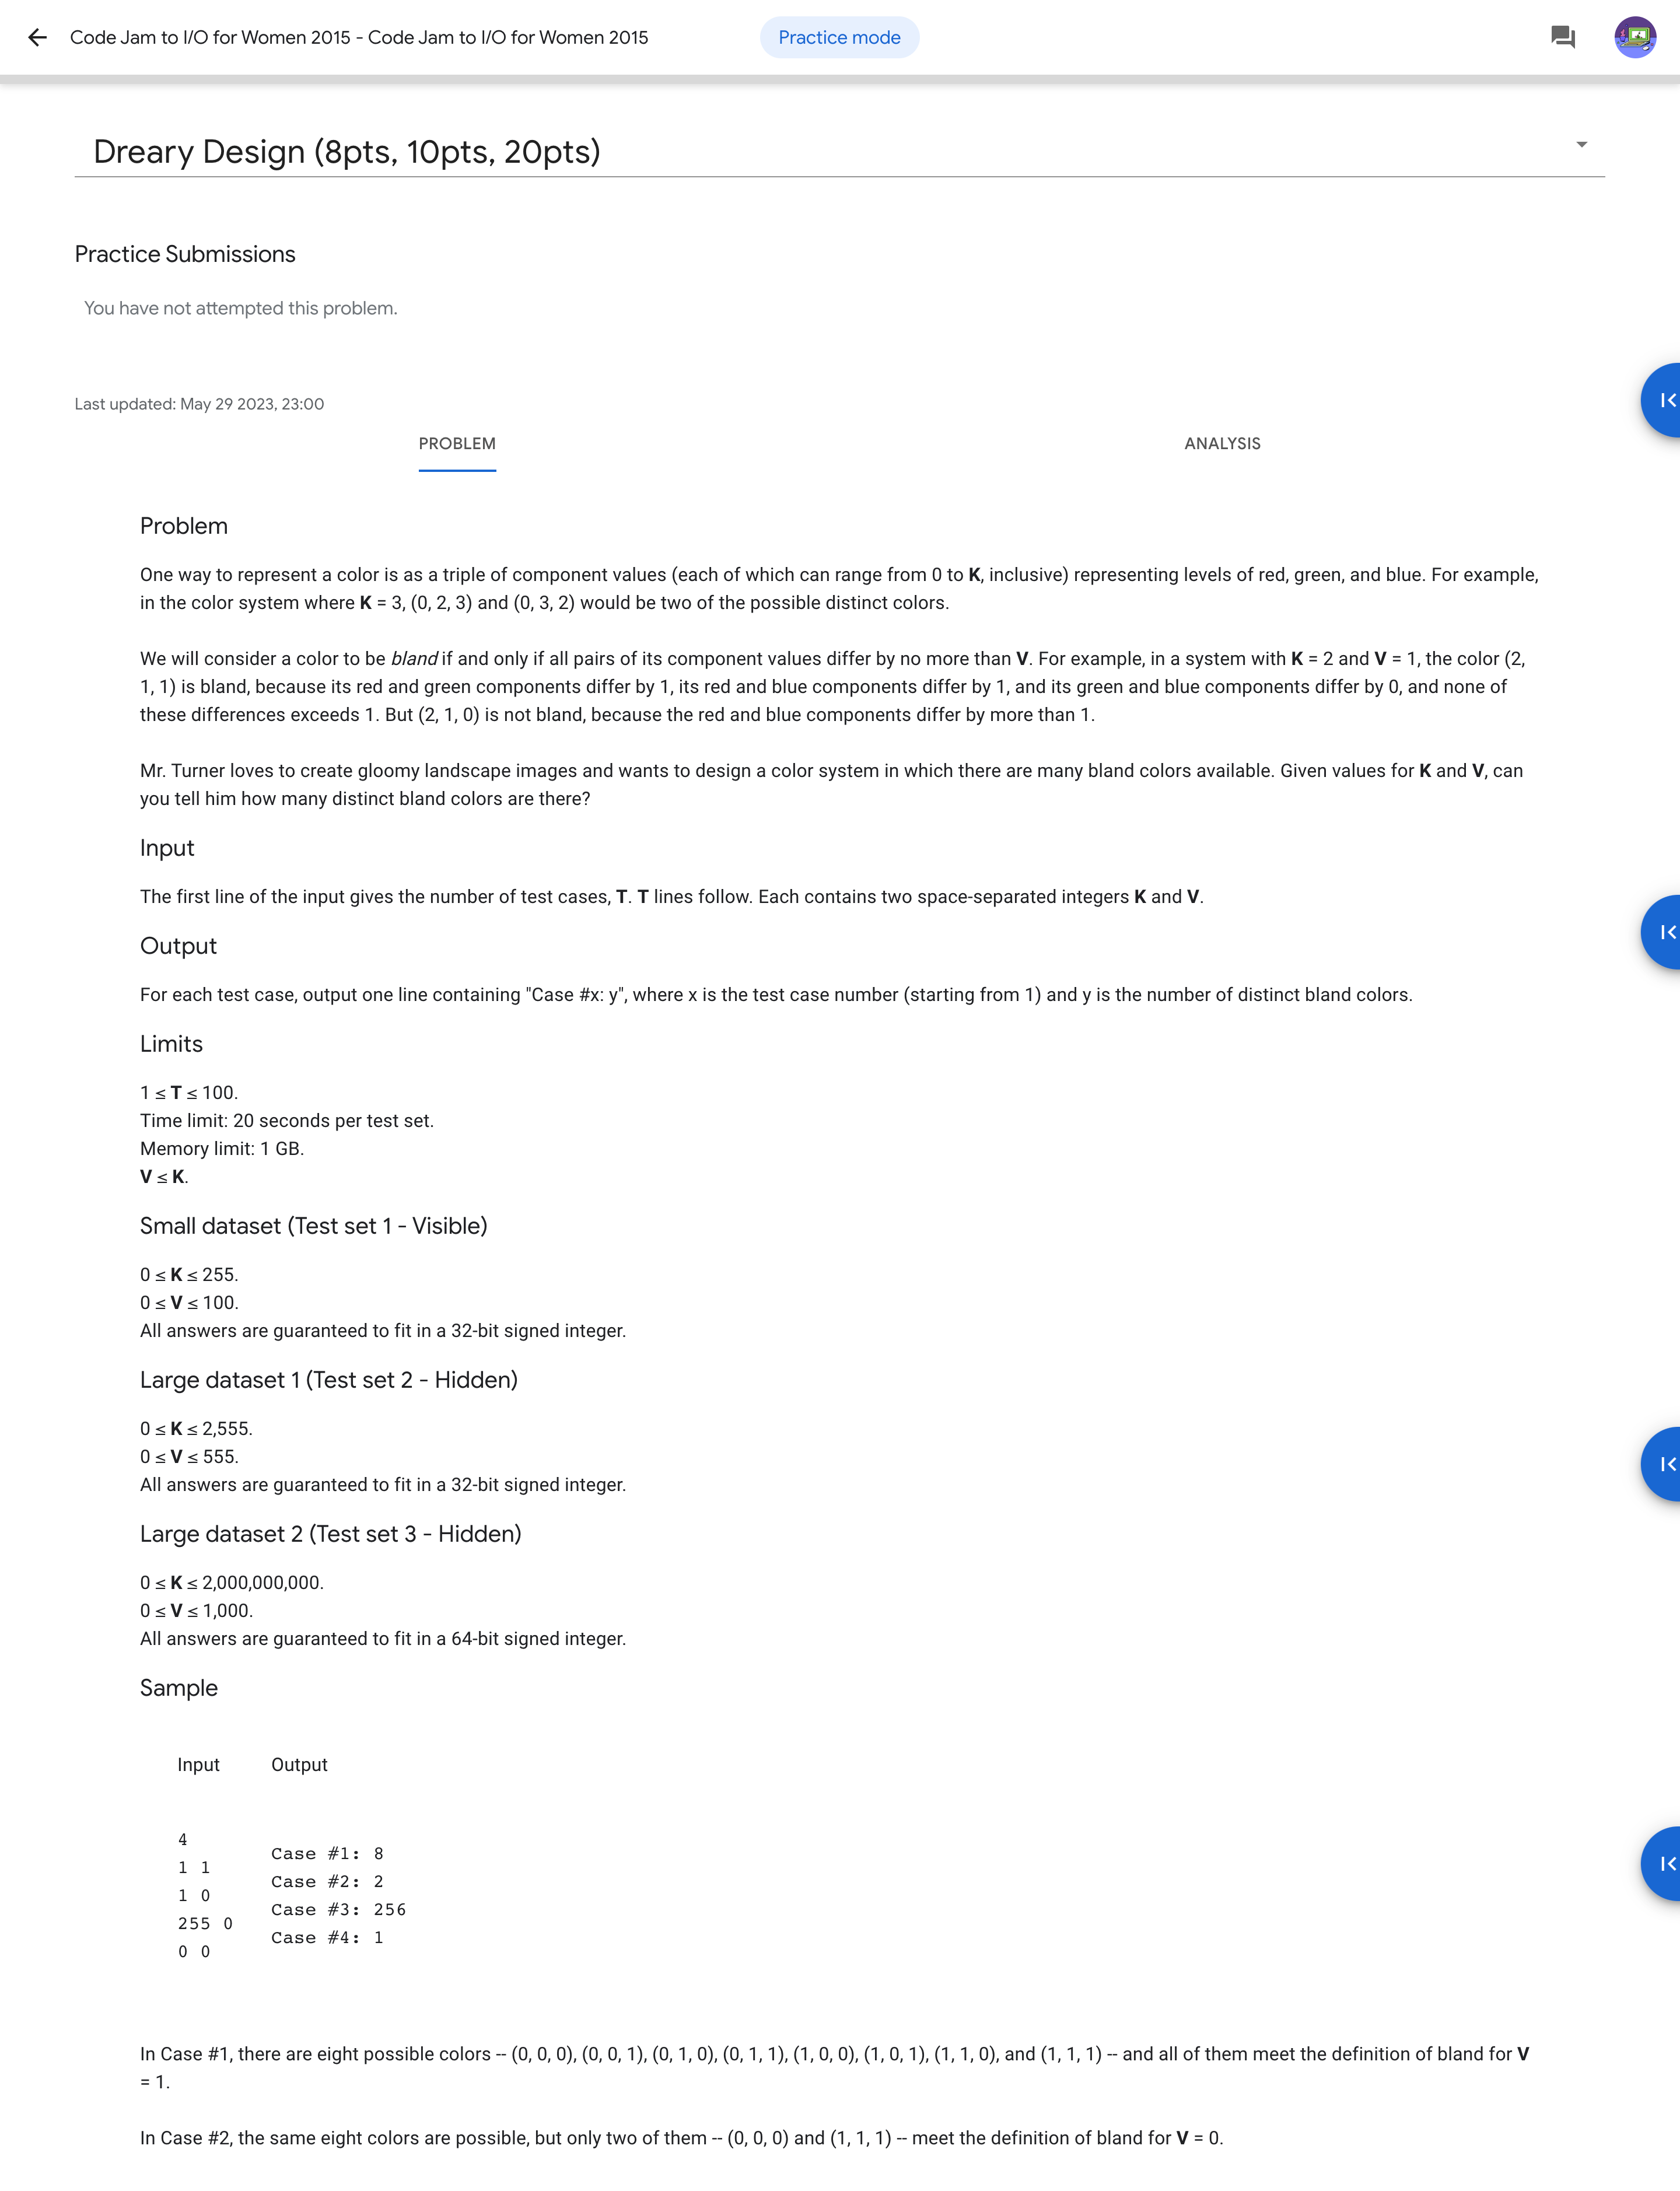 Code Jam to I/O for Women 2015 - Code Jam to I/O for Women 2015
Practice mode
Dreary Design (8pts, 10pts, 20pts)
Practice Submissions
You have not attempted this problem.
Last updated: May 29 2023, 23:00
PROBLEM
ANALYSIS
Problem
One way to represent a color is as a triple of component values (each of which can range from 0 to K, inclusive) representing levels of red, green, and blue. For example,
in the color system where K = 3, (0, 2, 3) and (0, 3, 2) would be two of the possible distinct colors.
We will consider a color to be bland if and only if all pairs of its component values differ by no more than V. For example, in a system with K = 2 and V = 1, the color (2,
1, 1) is bland, because its red and green components differ by 1, its red and blue components differ by 1, and its green and blue components differ by 0, and none of
these differences exceeds 1. But (2, 1, 0) is not bland, because the red and blue components differ by more than 1.
Mr. Turner loves to create gloomy landscape images and wants to design a color system in which there are many bland colors available. Given values for K and V, can
you tell him how many distinct bland colors are there?
Input
The first line of the input gives the number of test cases, T. T lines follow. Each contains two space-separated integers K and V.
Output
For each test case, output one line containing "Case #x: y", where x is the test case number (starting from 1) and y is the number of distinct bland colors.
Limits
1 ≤ T ≤ 100.
Time limit: 20 seconds per test set.
Memory limit: 1 GB.
V ≤ K.
Small dataset (Test set 1 - Visible)
0 ≤ K ≤ 255.
0 ≤ V ≤ 100.
All answers are guaranteed to fit in a 32-bit signed integer.
Large dataset 1 (Test set 2 - Hidden)
0 ≤ K ≤ 2,555.
0 ≤ V ≤ 555.
All answers are guaranteed to fit in a 32-bit signed integer.
Large dataset 2 (Test set 3 - Hidden)
0 ≤ K ≤ 2,000,000,000.
0 ≤ V ≤ 1,000.
All answers are guaranteed to fit in a 64-bit signed integer.
Sample
Input
Output
4
1 1
1 0
255 0
0 0
Case #1: 8
Case #2: 2
Case #3: 256
Case #4: 1
In Case #1, there are eight possible colors -- (0, 0, 0), (0, 0, 1), (0, 1, 0), (0, 1, 1), (1, 0, 0), (1, 0, 1), (1, 1, 0), and (1, 1, 1) -- and all of them meet the definition of bland for V
= 1.
In Case #2, the same eight colors are possible, but only two of them -- (0, 0, 0) and (1, 1, 1) -- meet the definition of bland for V = 0.